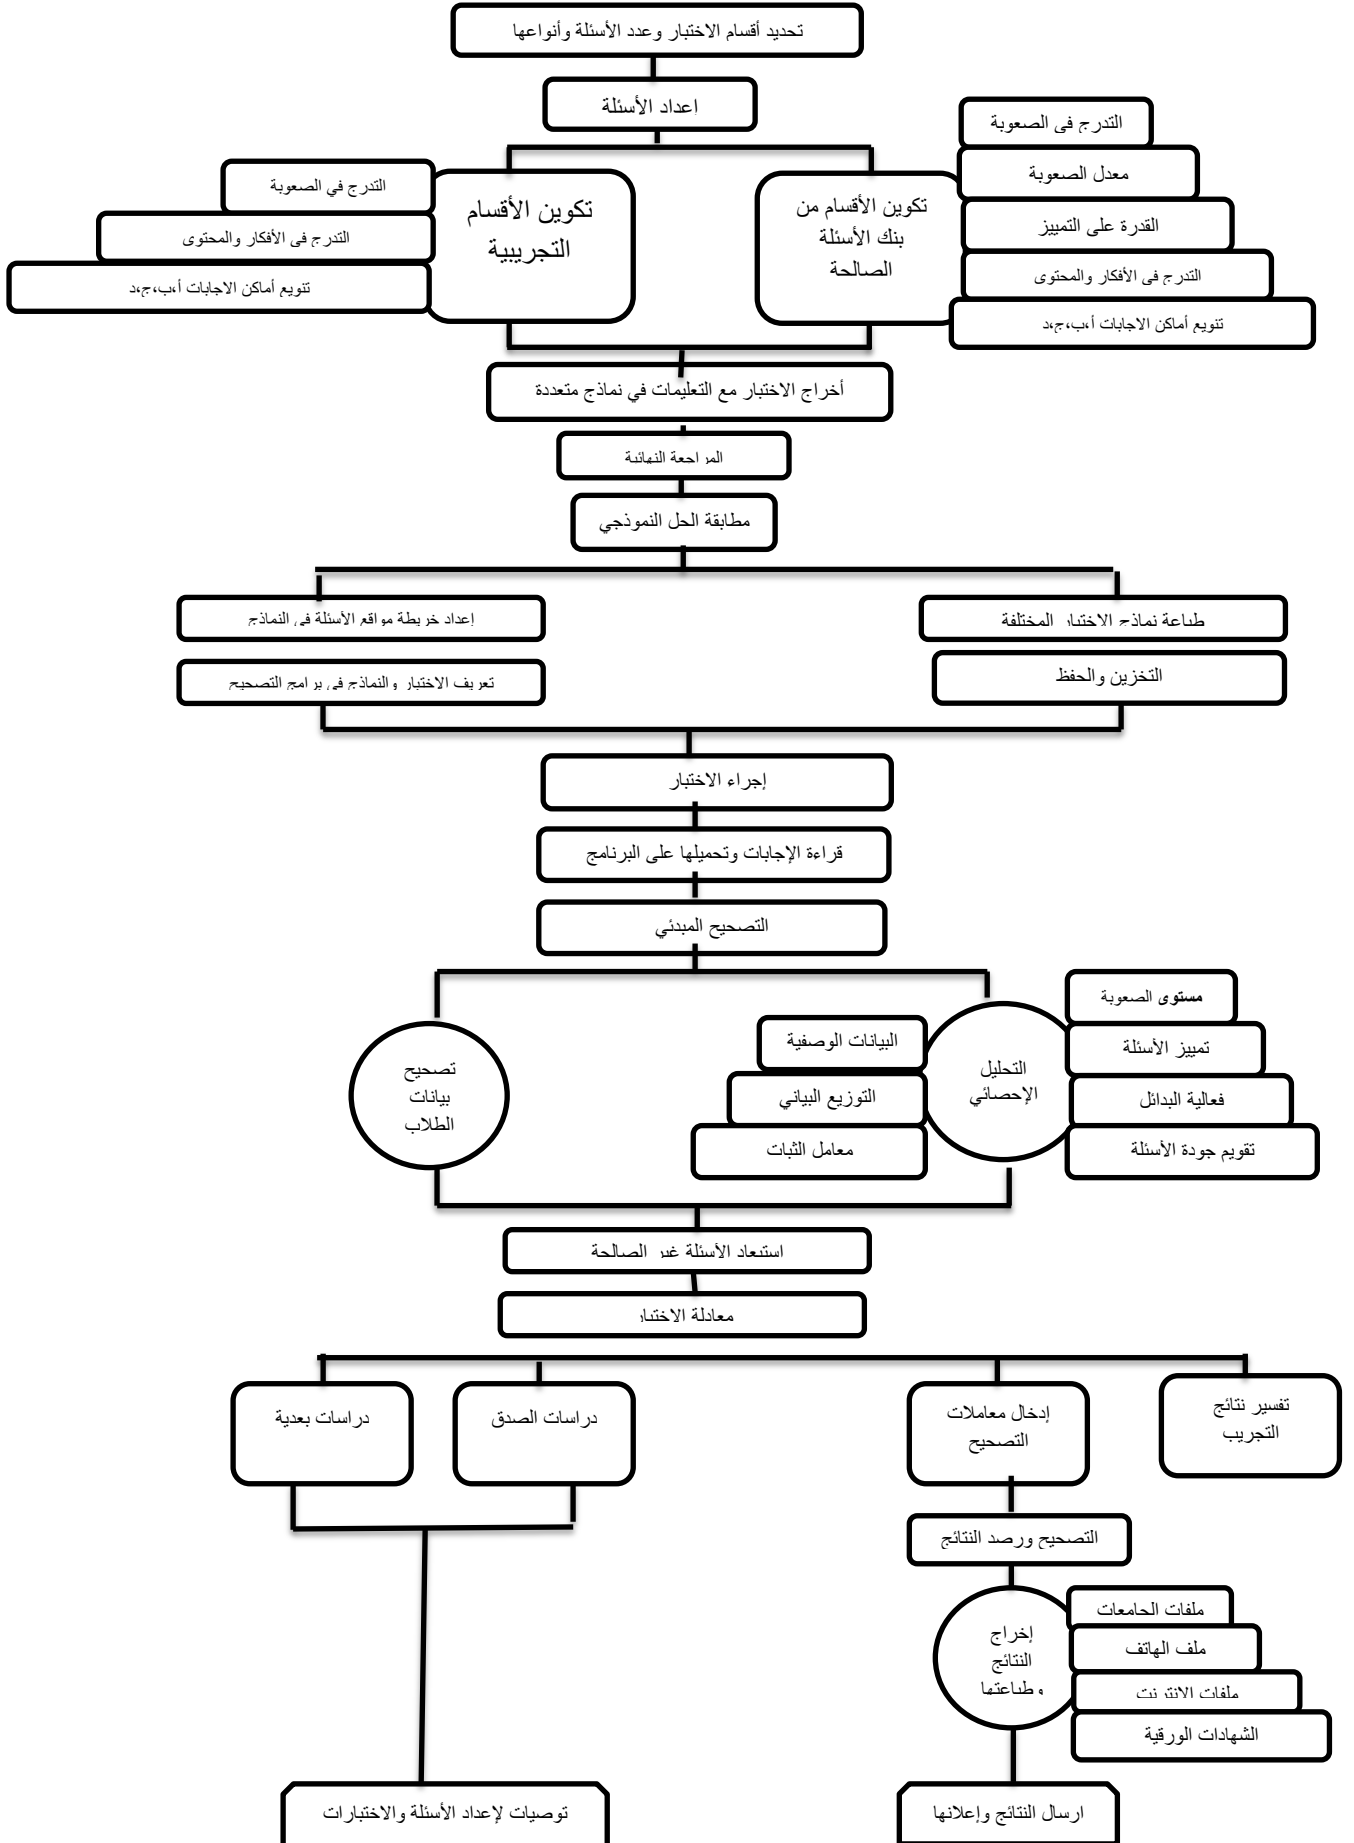 تحديد أقسام الاختبار وعدد الأسئلة وأنواعها
إعداد الأسئلة
التدرج في الصعوبة
معدل الصعوبة
القدرة على التمييز
التدرج في الأفكار والمحتوى
تنويع أماكن الاجابات أ،ب،ج،د
تكوين الأقسام من
بنك الأسئلة
الصالحة
تكوين الأقسام
التجريبية
التدرج في الصعوبة
التدرج في الأفكار والمحتوى
تنويع أماكن الاجابات أ،ب،ج،د
أخراج الاختبار مع التعليمات في نماذج متعددة
المراجعة النهائية
مطابقة الحل النموذجي
طباعة نماذج الاختبار المختلفة
إعداد خريطة مواقع الأسئلة في النماذج
التخزين والحفظ
تعريف الاختبار والنماذج في برامج التصحيح
إجراء الاختبار
قراءة الإجابات وتحميلها على البرنامج
التصحيح المبدئي
مستوى الصعوبة
تمييز الأسئلة
فعالية البدائل
تقويم جودة الأسئلة
التحليل
الإحصائي
البيانات الوصفية
التوزيع البياني
معامل الثبات
تصحيح
بيانات
الطلاب
استبعاد الأسئلة غير الصالحة
معادلة الاختبار
تفسير نتائج
التجريب
إدخال معاملات
التصحيح
دراسات الصدق
دراسات بعدية
التصحيح ورصد النتائج
إخراج
النتائج
وطباعتها
ملفات الجامعات
ملف الهاتف
ملفات الانترنت
الشهادات الورقية
ارسال النتائج وإعلانها
توصيات لإعداد الأسئلة والاختبارات